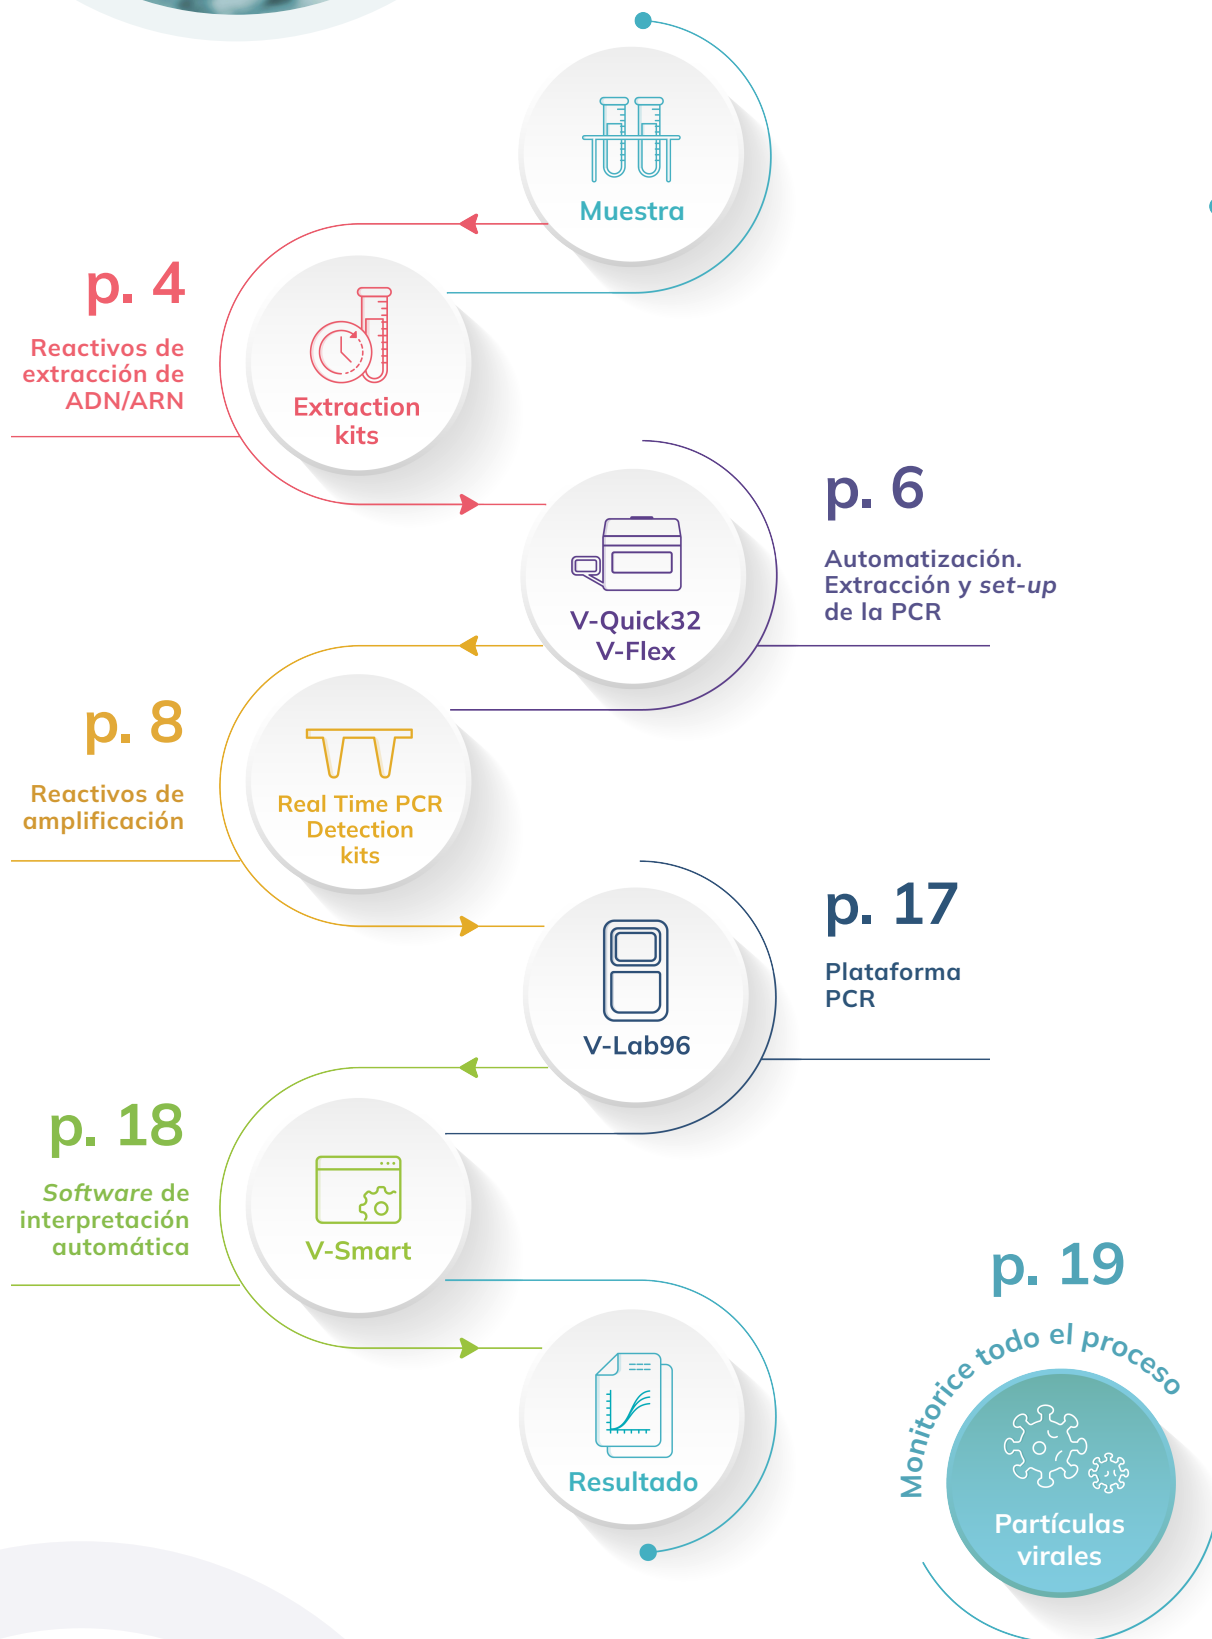 Muestra
p. 4
Reactivos de
extracción de
ADN/ARN
Extraction
kits
p. 6
Automatización.
Extracción y set-up
de la PCR
V-Quick32
V-Flex
p. 8
Reactivos de
amplificación
Real Time PCR
Detection
kits
p. 17
Plataforma
PCR
V-Lab96
p. 18
Software de
interpretación
automática
V-Smart
Resultado
p. 19
Monitorice todo el proceso
Partículas
virales